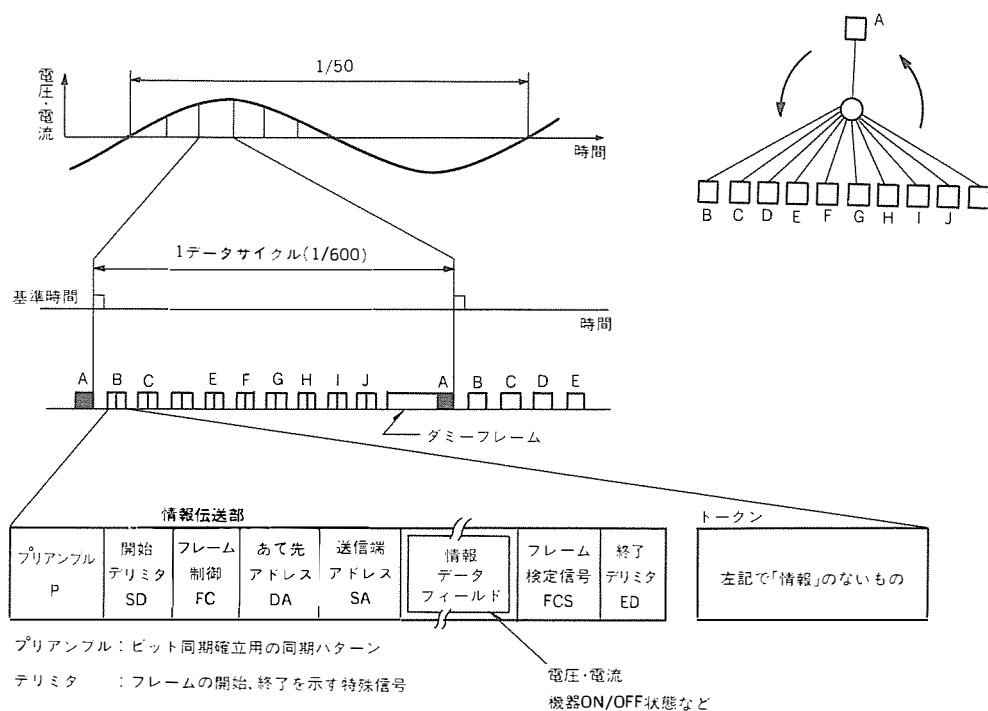 電圧・電流
1/50
時間
A
B C D E F G H I J
1データサイクル(1/600)
基準時間
時間
A B C E F G H I J A B C D E
ダミーフレーム
情報伝送部
トークン
プリアンブル
P
開始
デリミタ
SD
フレーム
制御
FC
あて先
アドレス
DA
送信端
アドレス
SA
情報
データ
フィールド
フレーム
検定信号
FCS
終了
デリミタ
ED
左記で「情報」のないもの
プリアンブル：ビット同期確立用の同期パターン
デリミタ　：フレームの開始、終了を示す特殊信号
電圧・電流
機器ON/OFF状態など